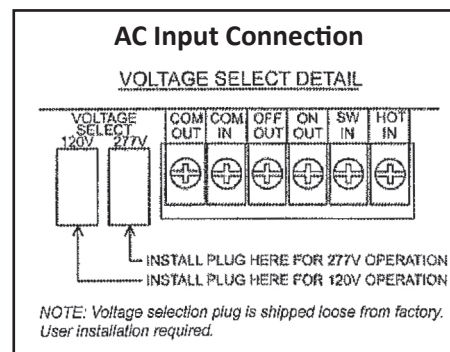 AC Input Connection
VOLTAGE SELECT DETAIL
VOLTAGE
SELECT
120V 277V
COM OUT
COM IN
OFF OUT
ON OUT
SW IN
HOT IN
INSTALL PLUG HERE FOR 277V OPERATION
INSTALL PLUG HERE FOR 120V OPERATION
NOTE: Voltage selection plug is shipped loose from factory.
User installation required.